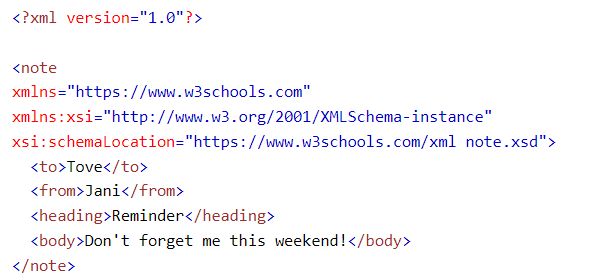 <?xml version="1.0"?>
<note
xmlns="https://www.w3schools.com"
xmlns:xsi="http://www.w3.org/2001/XMLSchema-instance"
xsi:schemaLocation="https://www.w3schools.com/xml note.xsd">
<to>Tove</to>
<from>Jani</from>
<heading>Reminder</heading>
<body>Don't forget me this weekend!</body>
</note>